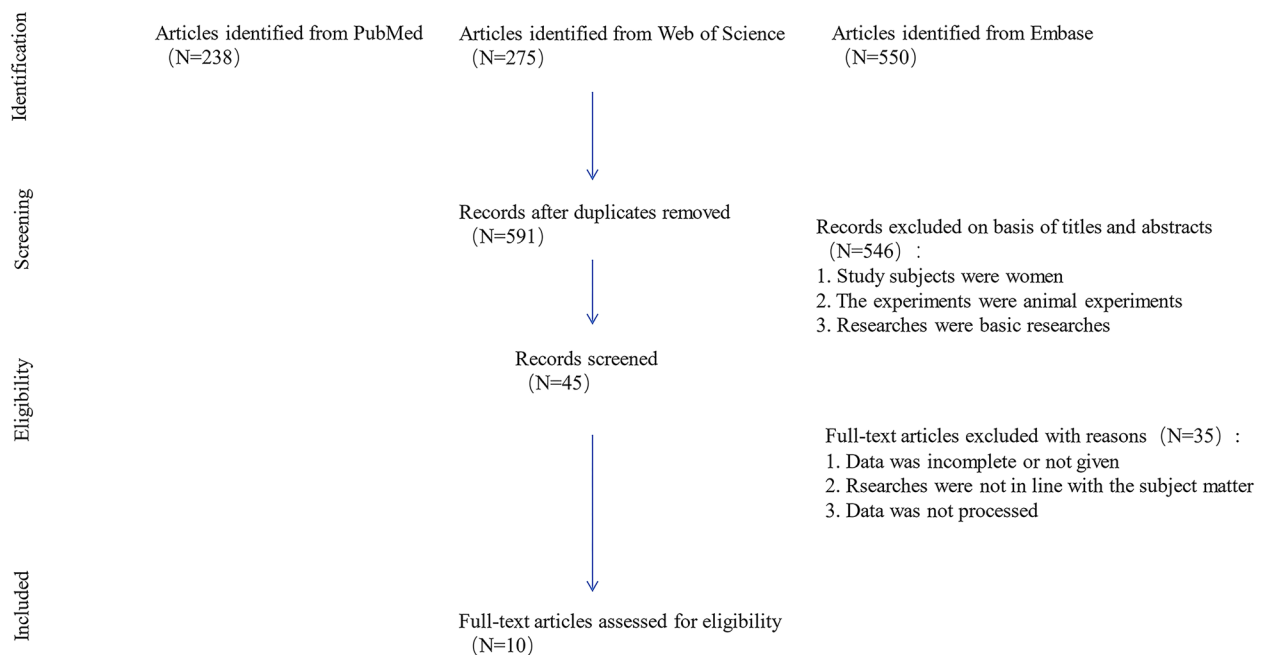 Identification
Articles identified from PubMed
(N=238)
Articles identified from Web of Science
(N=275)
Articles identified from Embase
(N=550)
Screening
Records after duplicates removed
(N=591)
Records excluded on basis of titles and abstracts
(N=546) :
1. Study subjects were women
2. The experiments were animal experiments
3. Researches were basic researches
Eligibility
Records screened
(N=45)
Full-text articles excluded with reasons (N=35) :
1. Data was incomplete or not given
2. Rsearches were not in line with the subject matter
3. Data was not processed
Included
Full-text articles assessed for eligibility
(N=10)